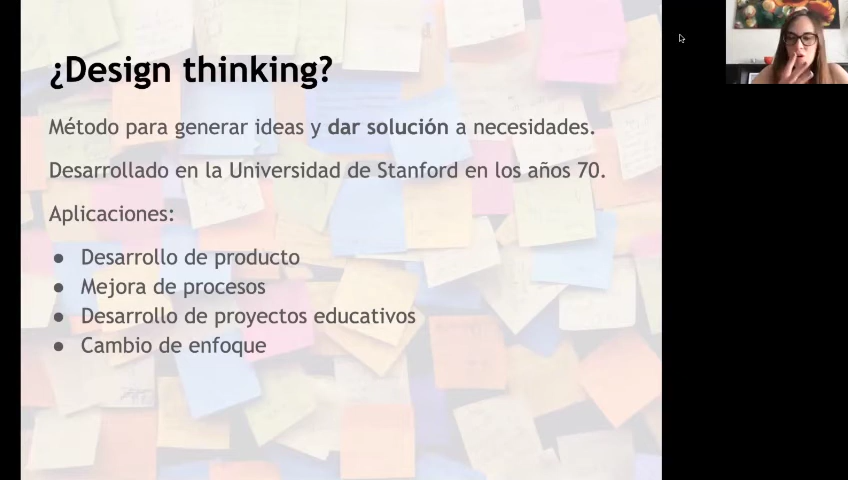 ¿Design thinking?
Método para generar ideas y dar solución a necesidades.
Desarrollado en la Universidad de Stanford en los años 70.
Aplicaciones:
● Desarrollo de producto
● Mejora de procesos
● Desarrollo de proyectos educativos
● Cambio de enfoque